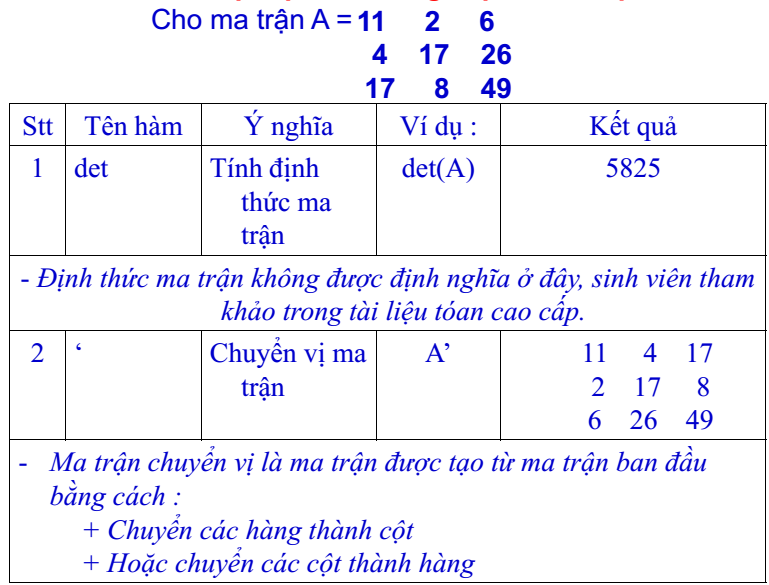 Cho ma trận A = 11 2 6
4 17 26
17 8 49
Stt Tên hàm Ý nghĩa Ví dụ : Kết quả
1 det Tính định det(A) 5825
thức ma
trận
- Định thức ma trận không được định nghĩa ở đây, sinh viên tham
khảo trong tài liệu tóan cao cấp.
2 ‘ Chuyển vị ma A’ 11 4 17
trận 2 17 8
6 26 49
- Ma trận chuyển vị là ma trận được tạo từ ma trận ban đầu
bằng cách :
+ Chuyển các hàng thành cột
+ Hoặc chuyển các cột thành hàng